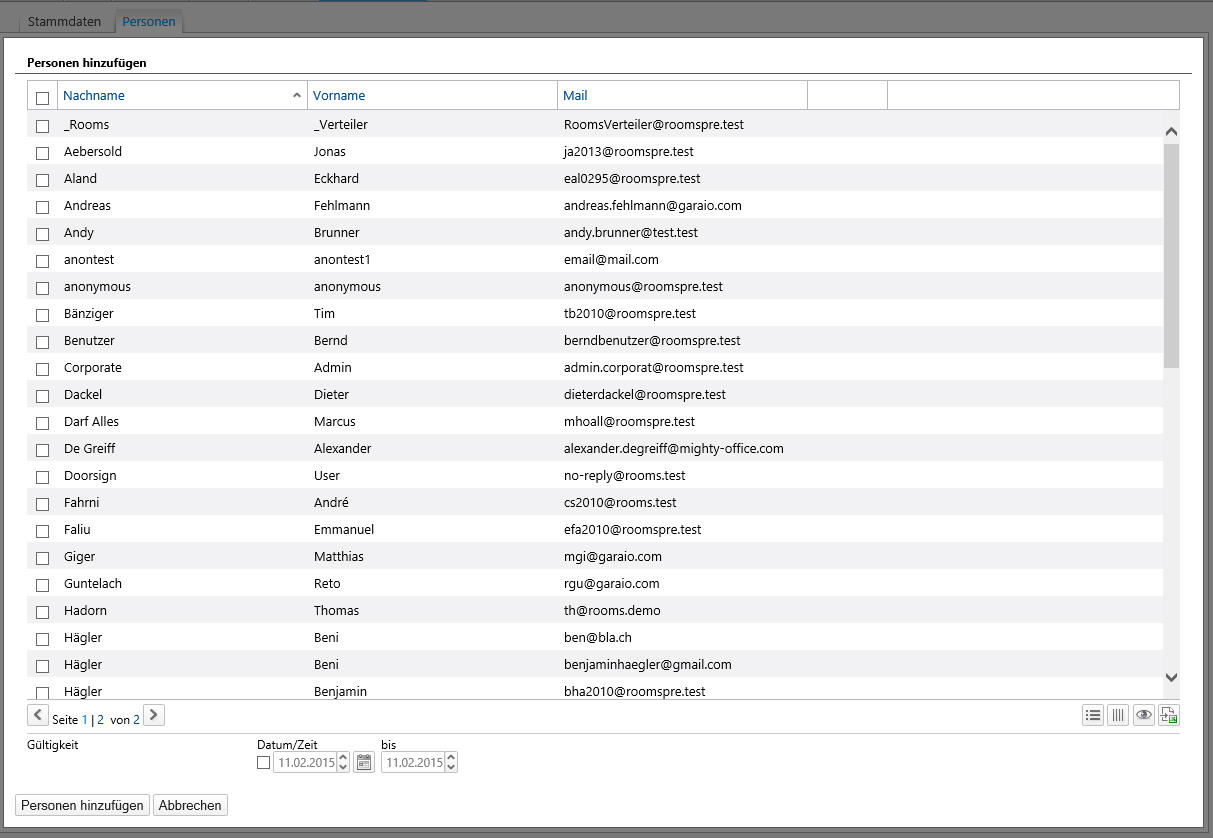 Stammdaten Personen
Personen hinzufügen
Nachname Vorname Mail
_Rooms _Verteiler RoomsVerteiler@roomspre.test
Aebersold Jonas ja2013@roomspre.test
Aland Eckhard eal0295@roomspre.test
Andreas Fehlmann andreas.fehlmann@garaio.com
Andy Brunner andy.brunner@test.test
anontest anontest1 email@mail.com
anonymous anonymous anonymous@roomspre.test
Bänziger Tim tb2010@roomspre.test
Benutzer Bernd berndbenutzer@roomspre.test
Corporate Admin admin.corporat@roomspre.test
Dackel Dieter dieterdackel@roomspre.test
Darf Alles Marcus mhoall@roomspre.test
De Greiff Alexander alexander.degreiff@mighty-office.com
Doorsign User no-reply@rooms.test
Fahrni André cs2010@rooms.test
Faliu Emmanuel efa2010@roomspre.test
Giger Matthias mgi@garaio.com
Guntelach Reto rgu@garaio.com
Hadorn Thomas th@rooms.demo
Hägler Beni ben@bla.ch
Hägler Beni benjaminhaegler@gmail.com
Hägler Benjamin bha2010@roomspre.test
Seite 1 | 2 von 2
Gültigkeit Datum/Zeit bis
11.02.2015 11.02.2015
Personen hinzufügen Abbrechen